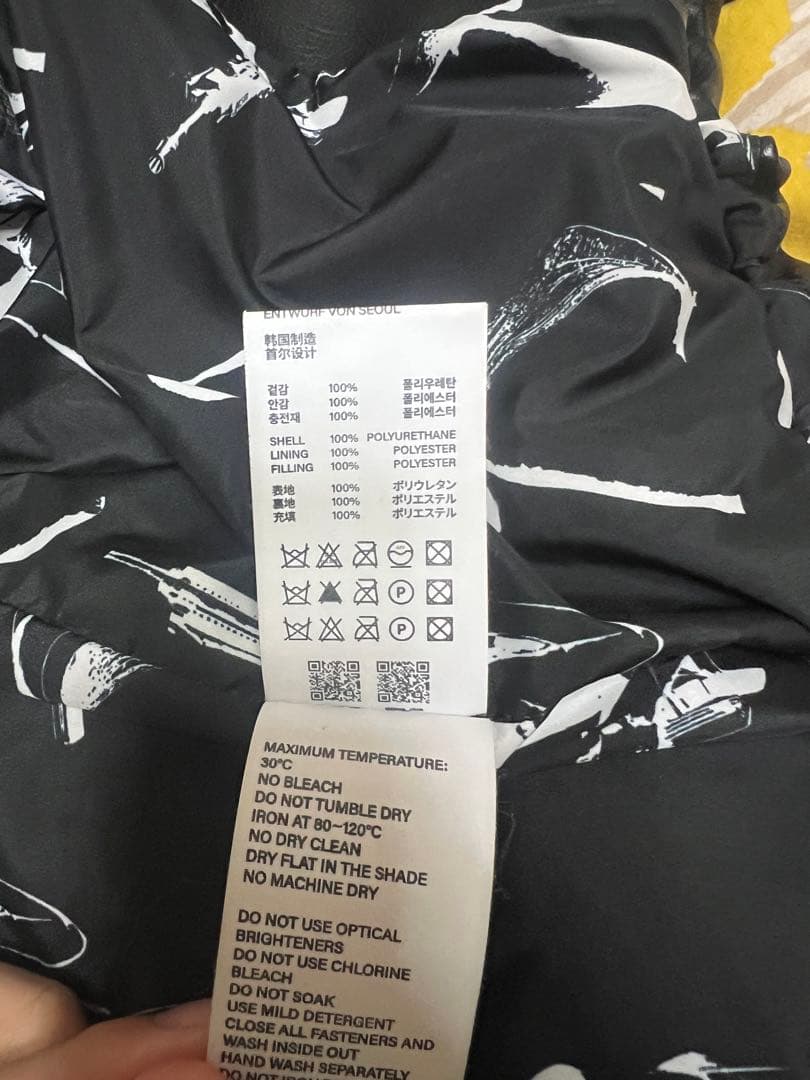 ENTWURF VON SEOUL
韩国制造
首尔设计
겉감 100% 폴리우레탄
안감 100% 폴리에스터
충전재 100% 폴리에스터
SHELL 100% POLYURETHANE
LINING 100% POLYESTER
FILLING 100% POLYESTER
表地 100% ポリウレタン
裏地 100% ポリエステル
充填 100% ポリエステル
P
P
MAXIMUM TEMPERATURE:
30°C
NO BLEACH
DO NOT TUMBLE DRY
IRON AT 80~120°C
NO DRY CLEAN
DRY FLAT IN THE SHADE
NO MACHINE DRY
DO NOT USE OPTICAL
BRIGHTENERS
DO NOT USE CHLORINE
BLEACH
DO NOT SOAK
USE MILD DETERGENT
CLOSE ALL FASTENERS AND
WASH INSIDE OUT
HAND WASH SEPARATELY
DO NOT IRON